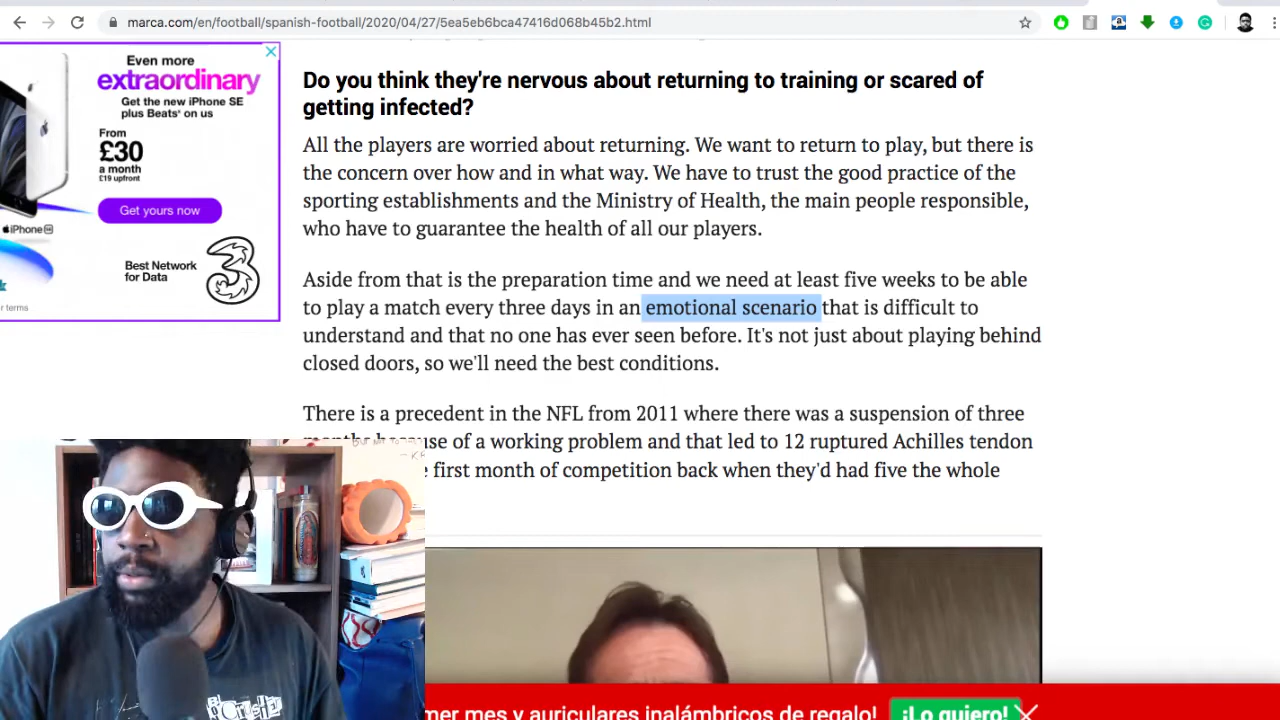 marca.com/en/football/spanish-football/2020/04/27/5ea5eb6bca47416d068b45b2.html
Even more
extraordinary
Get the new iPhone SE
plus Beats* on us
From
£30
a month
£19 upfront
Get yours now
iPhone SE
Best Network
for Data
3
r terms
Do you think they're nervous about returning to training or scared of
getting infected?
All the players are worried about returning. We want to return to play, but there is
the concern over how and in what way. We have to trust the good practice of the
sporting establishments and the Ministry of Health, the main people responsible,
who have to guarantee the health of all our players.
Aside from that is the preparation time and we need at least five weeks to be able
to play a match every three days in an emotional scenario that is difficult to
understand and that no one has ever seen before. It's not just about playing behind
closed doors, so we'll need the best conditions.
There is a precedent in the NFL from 2011 where there was a suspension of three
of a working problem and that led to 12 ruptured Achilles tendon
first month of competition back when they'd had five the whole
Crusher
mer mes y auriculares inalámbricos de regalo!
¡Lo quiero!